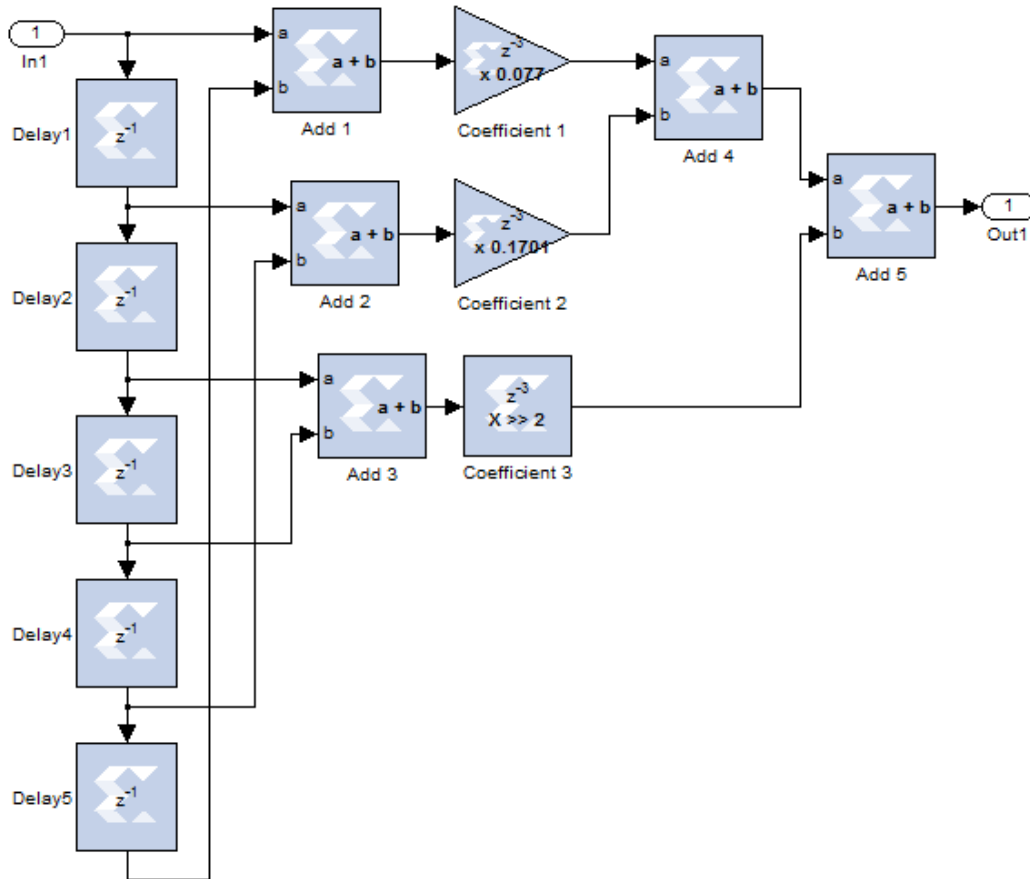 1
In1
a
b
a + b
Add 1
z⁻³
x 0.077
Coefficient 1
a
b
a + b
Add 4
Delay1
z⁻¹
a
b
a + b
Add 2
z⁻³
x 0.1701
Coefficient 2
a
b
a + b
Add 5
1
Out1
Delay2
z⁻¹
a
b
a + b
Add 3
z⁻³
X >> 2
Coefficient 3
Delay3
z⁻¹
Delay4
z⁻¹
Delay5
z⁻¹